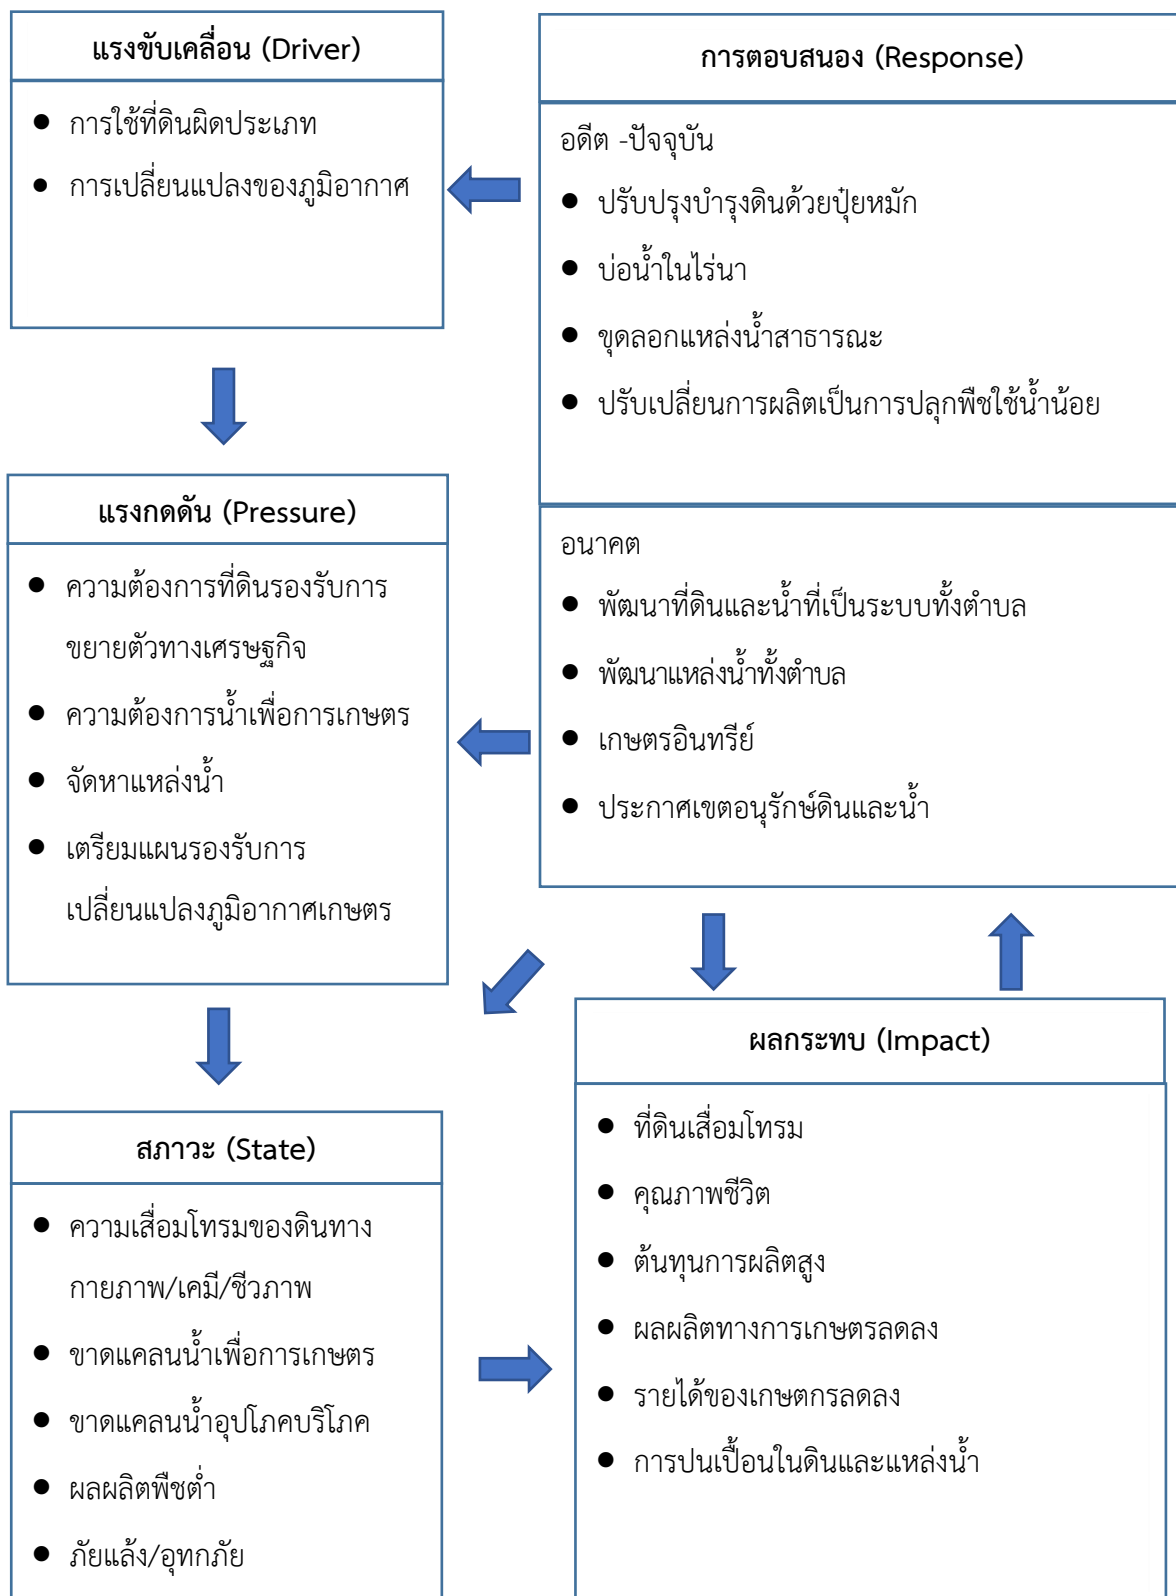 แรงขับเคลื่อน (Driver)
● การใช้ที่ดินผิดประเภท
● การเปลี่ยนแปลงของภูมิอากาศ
การตอบสนอง (Response)
อดีต -ปัจจุบัน
● ปรับปรุงบำรุงดินด้วยปุ๋ยหมัก
● บ่อน้ำในไร่นา
● ขุดลอกแหล่งน้ำสาธารณะ
● ปรับเปลี่ยนการผลิตเป็นการปลุกพืชใช้น้ำน้อย
อนาคต
● พัฒนาที่ดินและน้ำที่เป็นระบบทั้งตำบล
● พัฒนาแหล่งน้ำทั้งตำบล
● เกษตรอินทรีย์
● ประกาศเขตอนุรักษ์ดินและน้ำ
แรงกดดัน (Pressure)
● ความต้องการที่ดินรองรับการ
ขยายตัวทางเศรษฐกิจ
● ความต้องการน้ำเพื่อการเกษตร
● จัดหาแหล่งน้ำ
● เตรียมแผนรองรับการ
เปลี่ยนแปลงภูมิอากาศเกษตร
สภาวะ (State)
● ความเสื่อมโทรมของดินทาง
กายภาพ/เคมี/ชีวภาพ
● ขาดแคลนน้ำเพื่อการเกษตร
● ขาดแคลนน้ำอุปโภคบริโภค
● ผลผลิตพืชต่ำ
● ภัยแล้ง/อุทกภัย
ผลกระทบ (Impact)
● ที่ดินเสื่อมโทรม
● คุณภาพชีวิต
● ต้นทุนการผลิตสูง
● ผลผลิตทางการเกษตรลดลง
● รายได้ของเกษตกรลดลง
● การปนเปื้อนในดินและแหล่งน้ำ